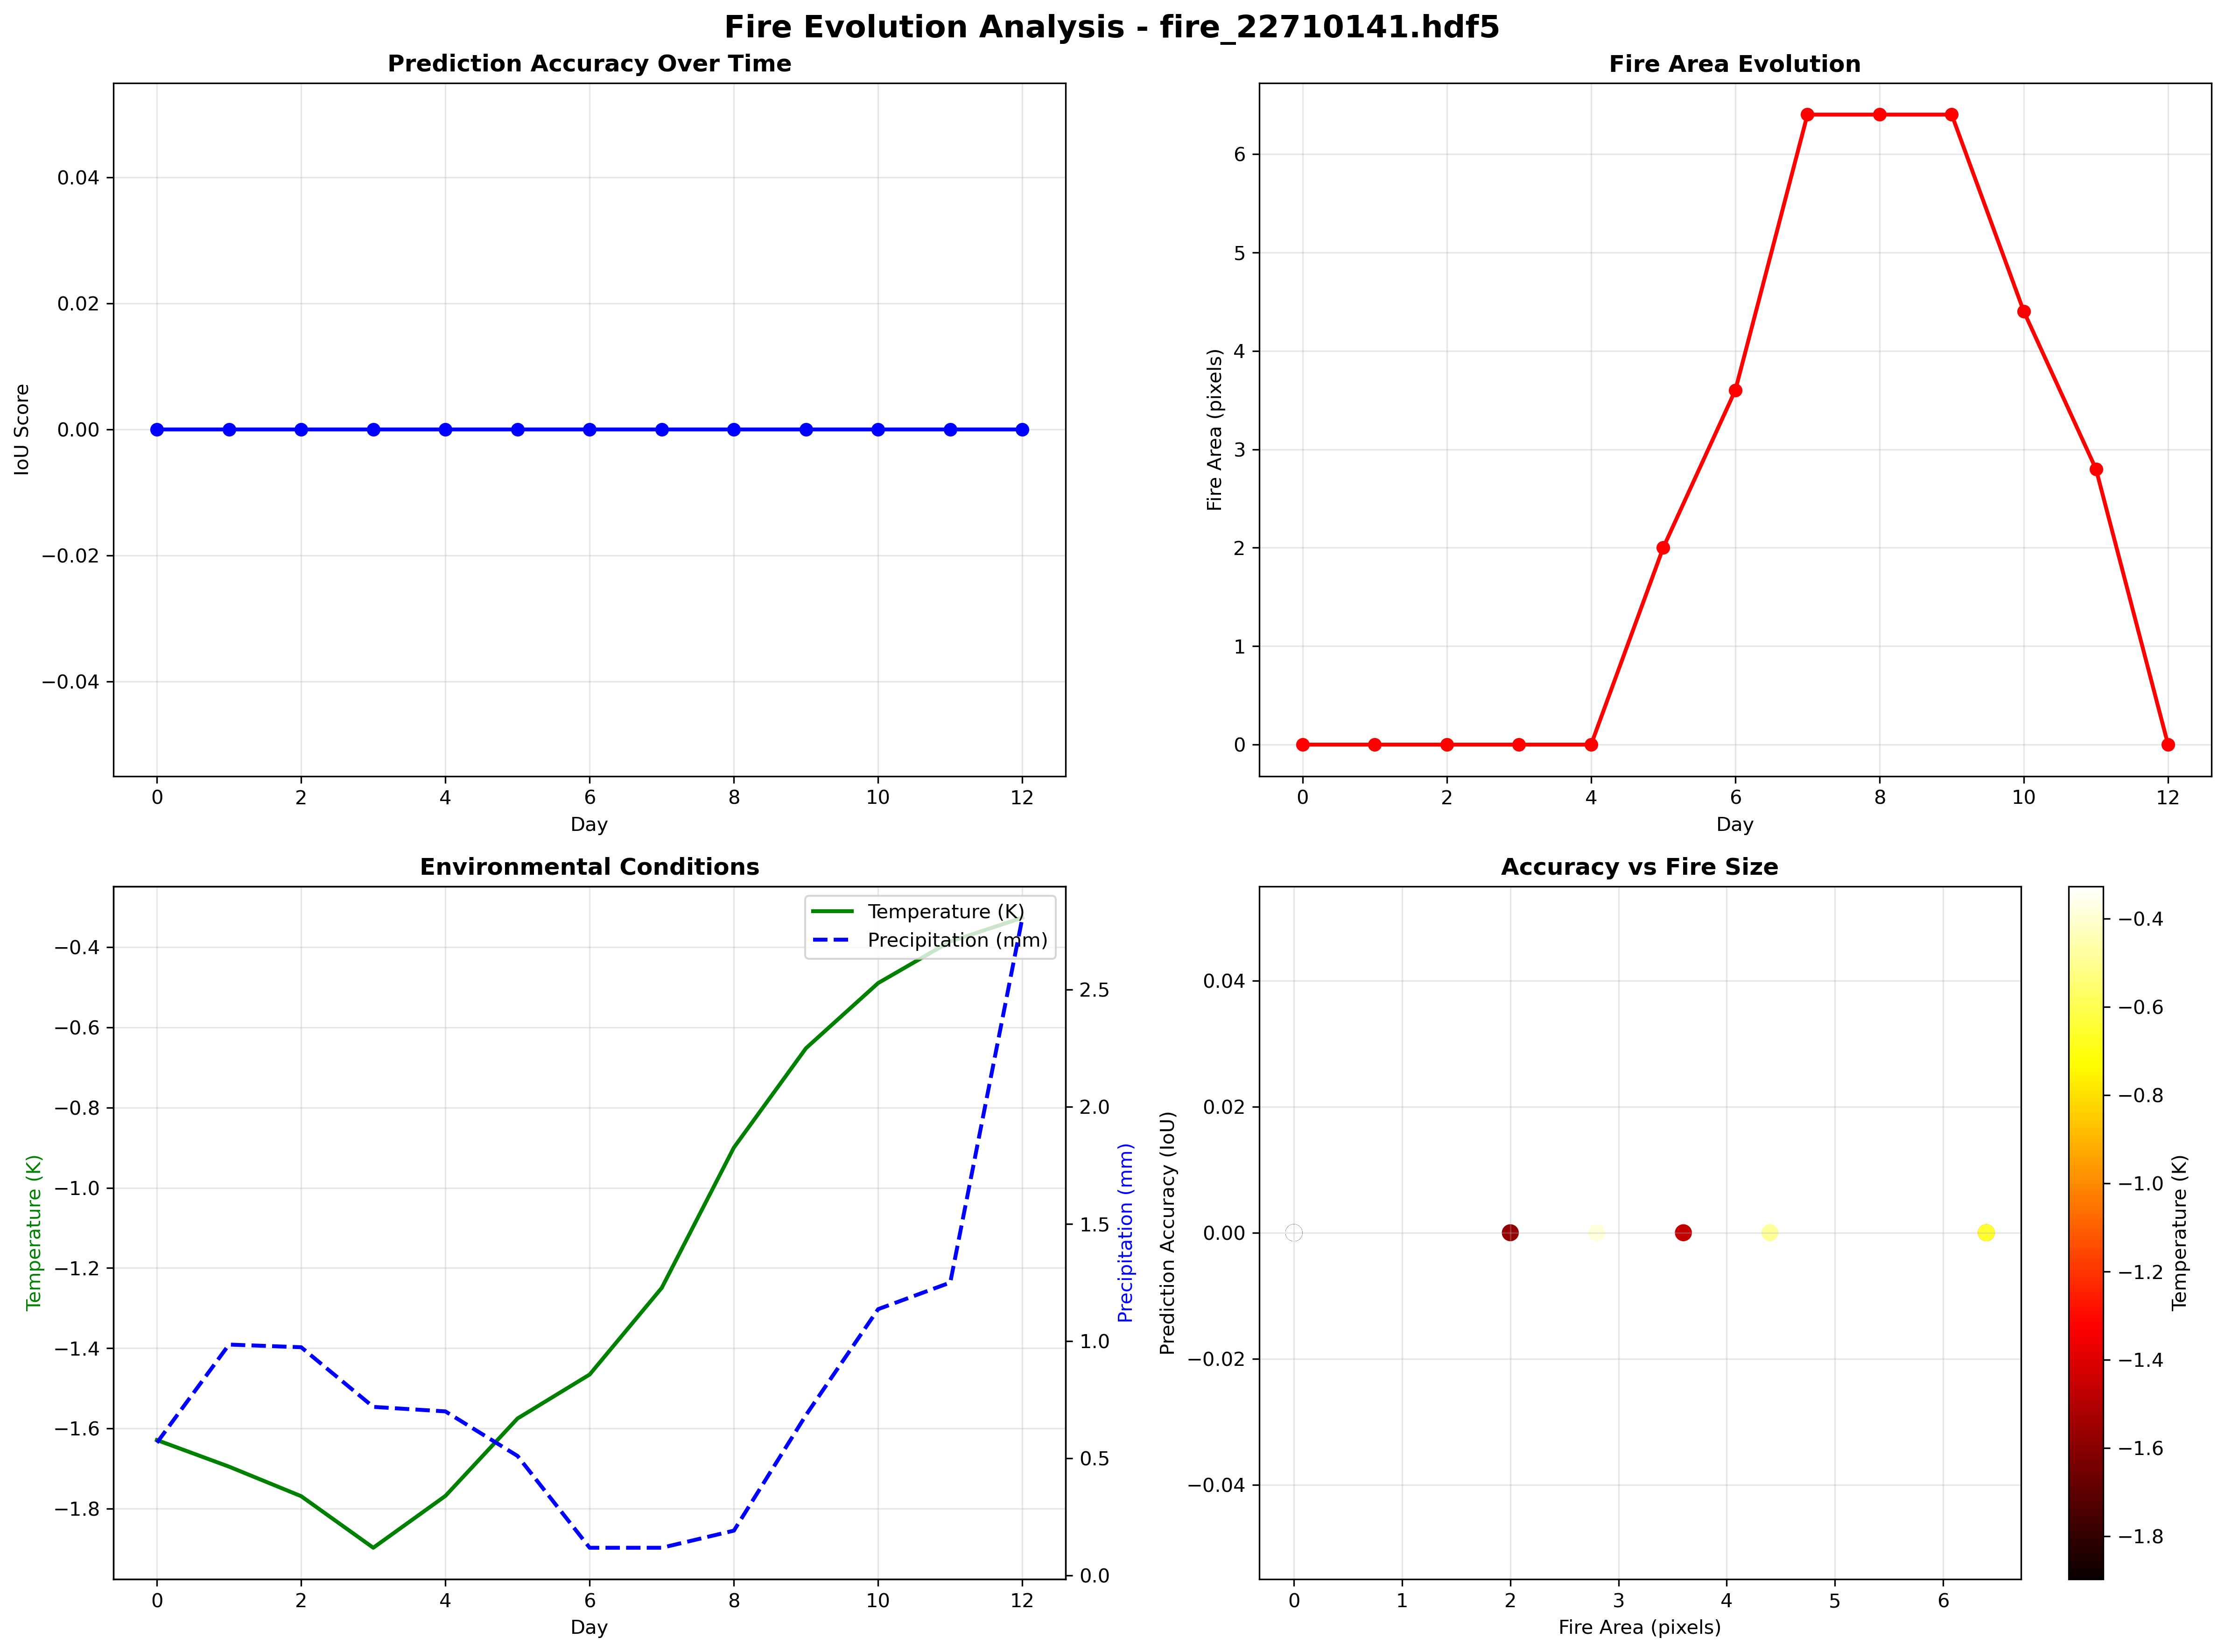 Fire Evolution Analysis - fire_22710141.hdf5
Prediction Accuracy Over Time
IoU Score
0.04
0.02
0.00
−0.02
−0.04
0 2 4 6 8 10 12
Day
Fire Area Evolution
Fire Area (pixels)
6
5
4
3
2
1
0
0 2 4 6 8 10 12
Day
Environmental Conditions
Temperature (K)
−0.4
−0.6
−0.8
−1.0
−1.2
−1.4
−1.6
−1.8
Temperature (K)
Precipitation (mm)
2.5
2.0
1.5
1.0
0.5
0.0
Precipitation (mm)
0 2 4 6 8 10 12
Day
Accuracy vs Fire Size
Prediction Accuracy (IoU)
0.04
0.02
0.00
−0.02
−0.04
0 1 2 3 4 5 6
Fire Area (pixels)
−0.4
−0.6
−0.8
−1.0
−1.2
−1.4
−1.6
−1.8
Temperature (K)